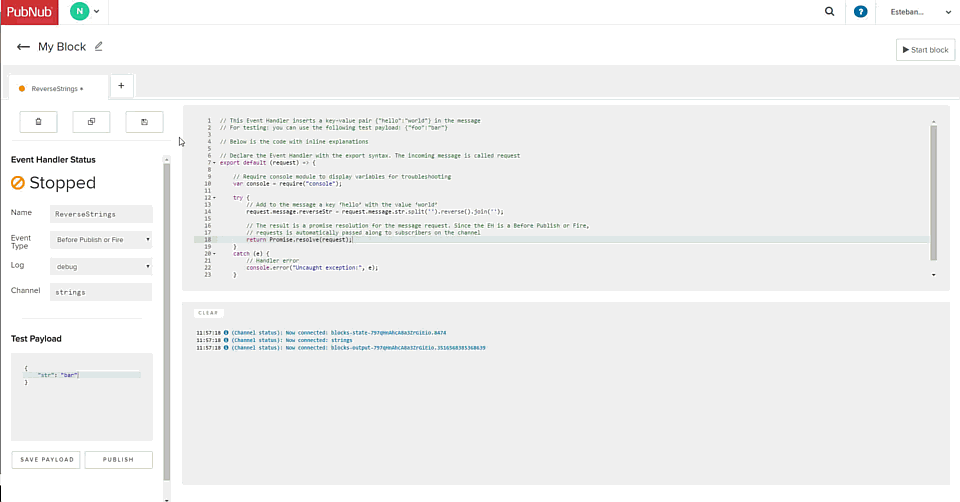 PubNub
N
?
Esteban...
← My Block
Start block
ReverseStrings •
+
Event Handler Status
Stopped
Name
ReverseStrings
Event Type
Before Publish or Fire
Log
debug
Channel
strings
Test Payload
{
"str": "bar"
}
SAVE PAYLOAD
PUBLISH
1 // This Event Handler inserts a key-value pair {"hello":"world"} in the message
2 // For testing: you can use the following test payload: {"foo":"bar"}
3
4 // Below is the code with inline explanations
5
6 // Declare the Event Handler with the export syntax. The incoming message is called request
7 export default (request) => {
8
9 // Require console module to display variables for troubleshooting
10 var console = require("console");
11
12 try {
13 // Add to the message a key 'hello' with the value 'world'
14 request.message.reverseStr = request.message.str.split('').reverse().join('');
15
16 // The result is a promise resolution for the message request. Since the EH is a Before Publish or Fire,
17 // requests is automatically passed along to subscribers on the channel
18 return Promise.resolve(request);
19 }
20 catch (e) {
21 // Handler error
22 console.error("Uncaught exception:", e);
23 }
CLEAR
11:57:18 (Channel status): Now connected:
11:57:18 (Channel status): Now connected: strings
11:57:18 (Channel status): Now connected: